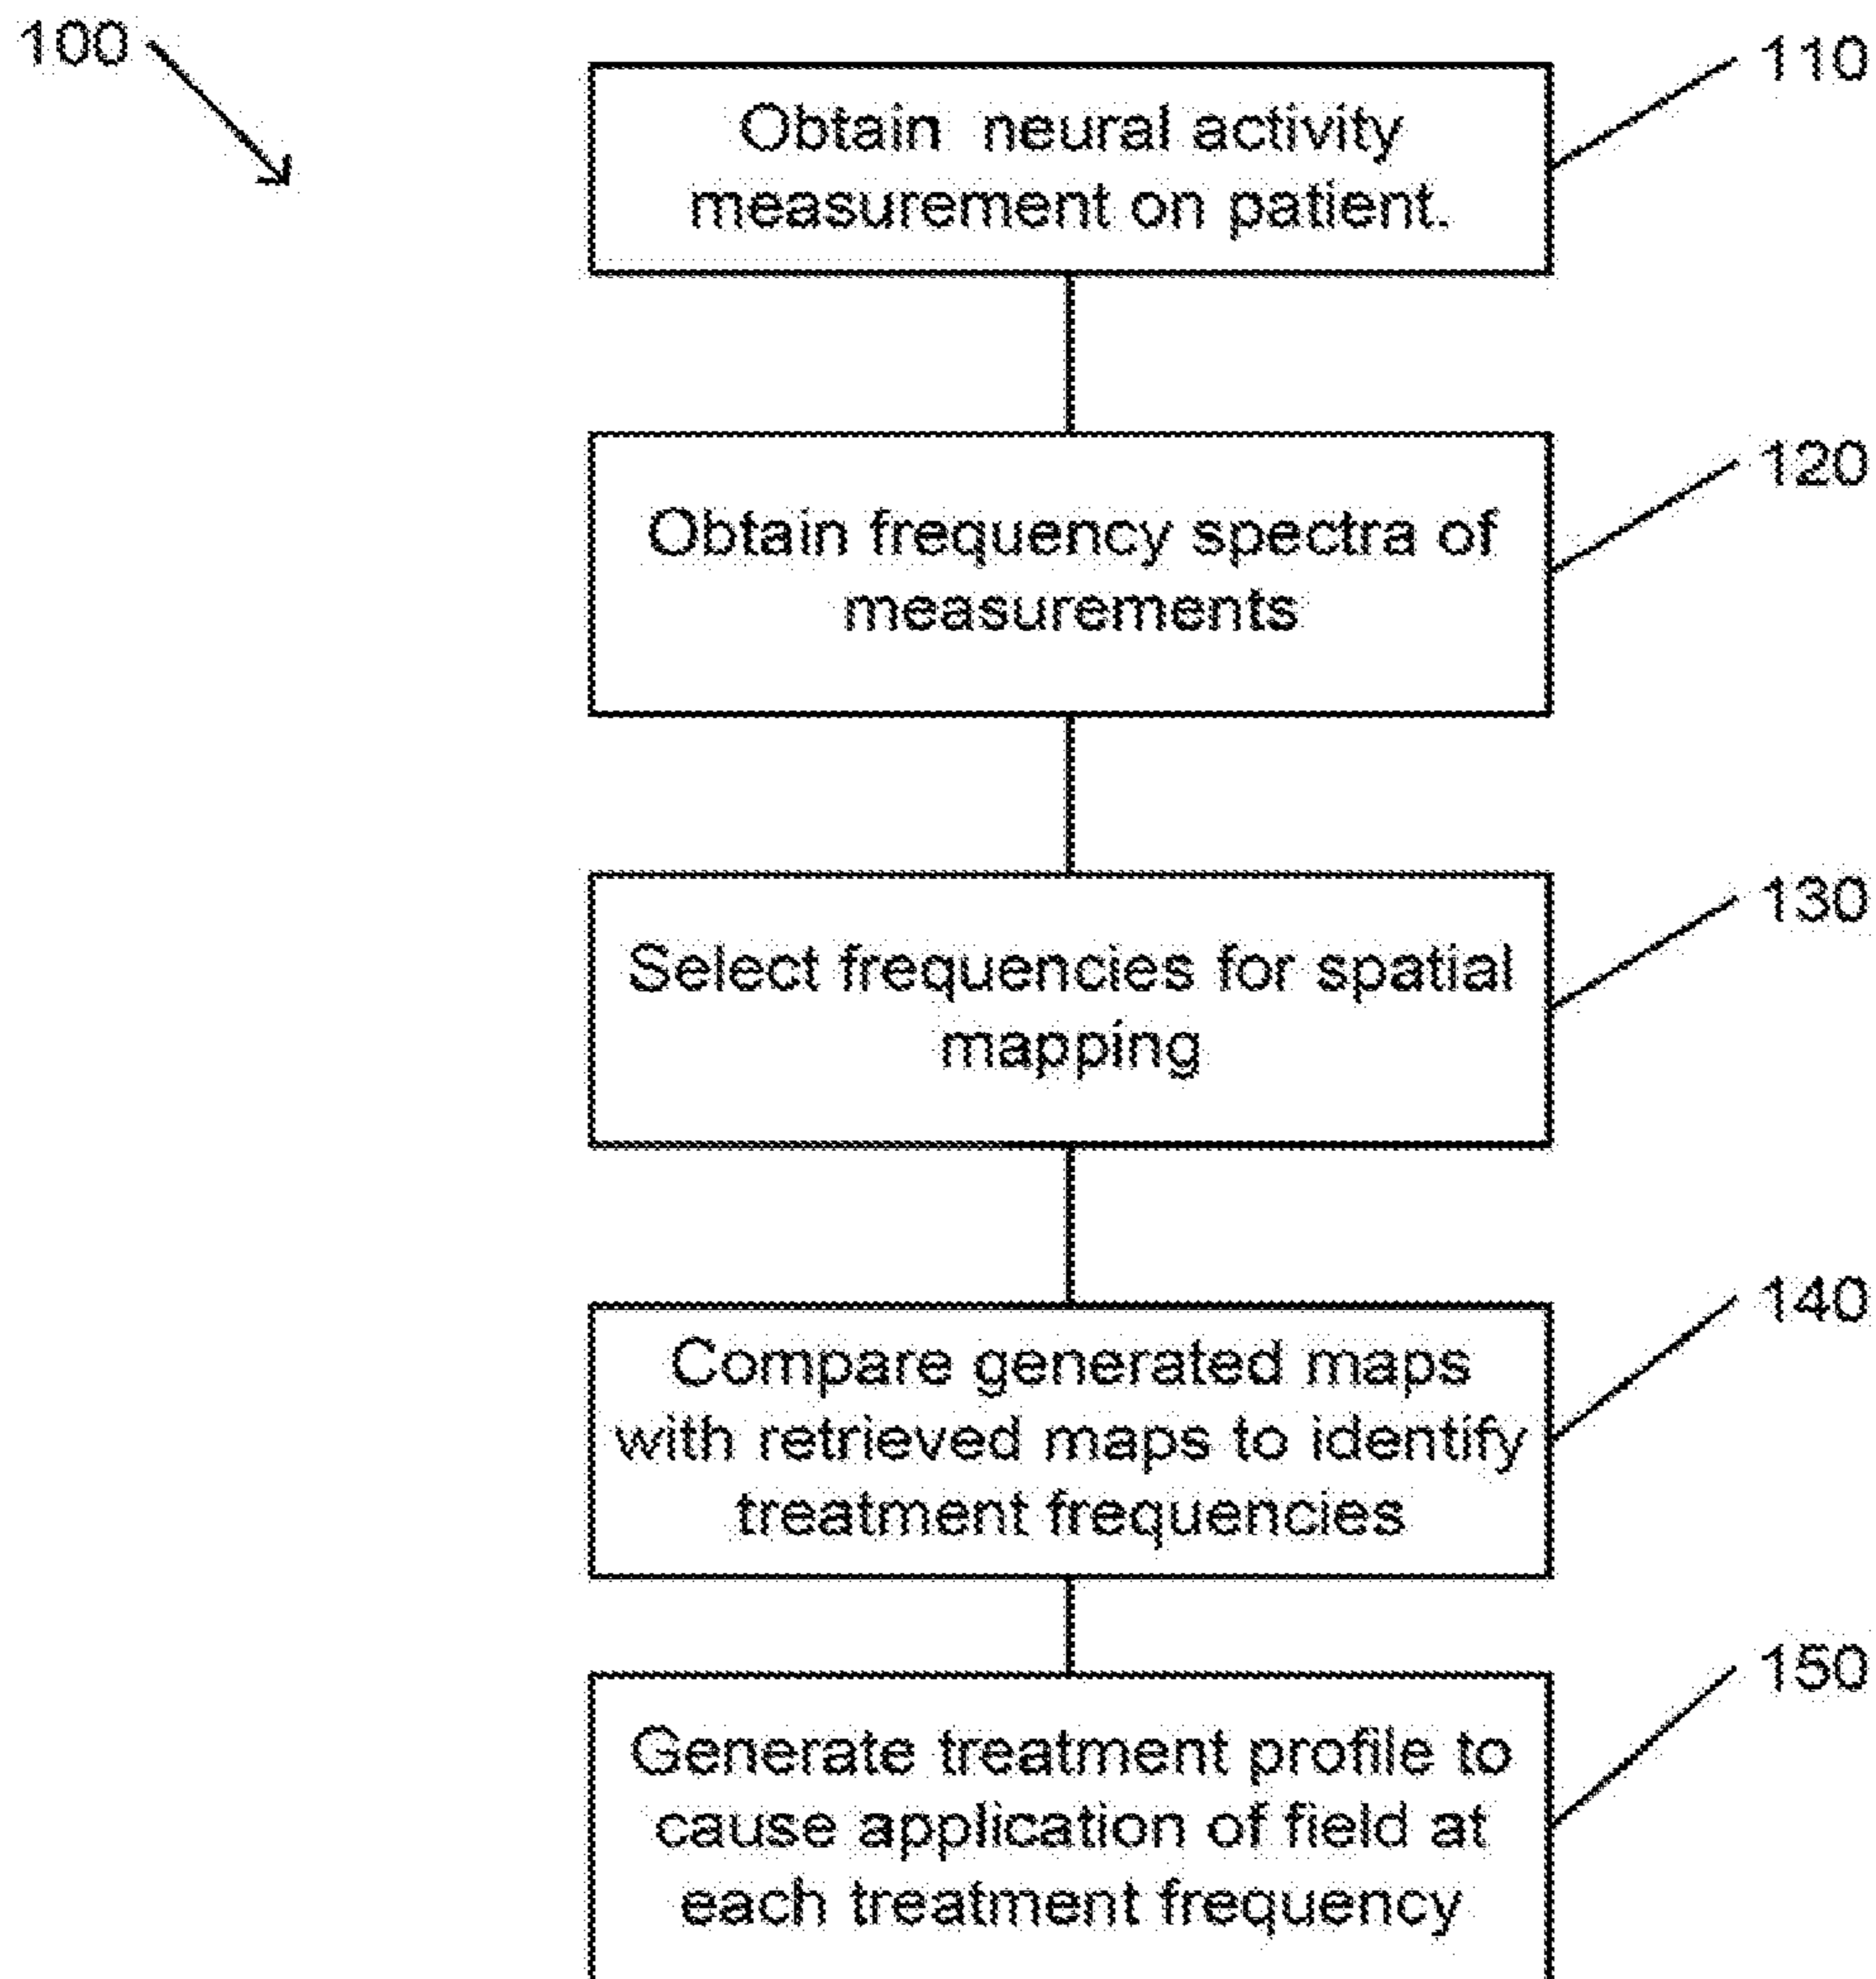 100
110
Obtain neural activity
measurement on patient.
120
Obtain frequency spectra of
measurements
130
Select frequencies for spatial
mapping
140
Compare generated maps
with retrieved maps to identify
treatment frequencies
150
Generate treatment profile to
cause application of field at
each treatment frequency